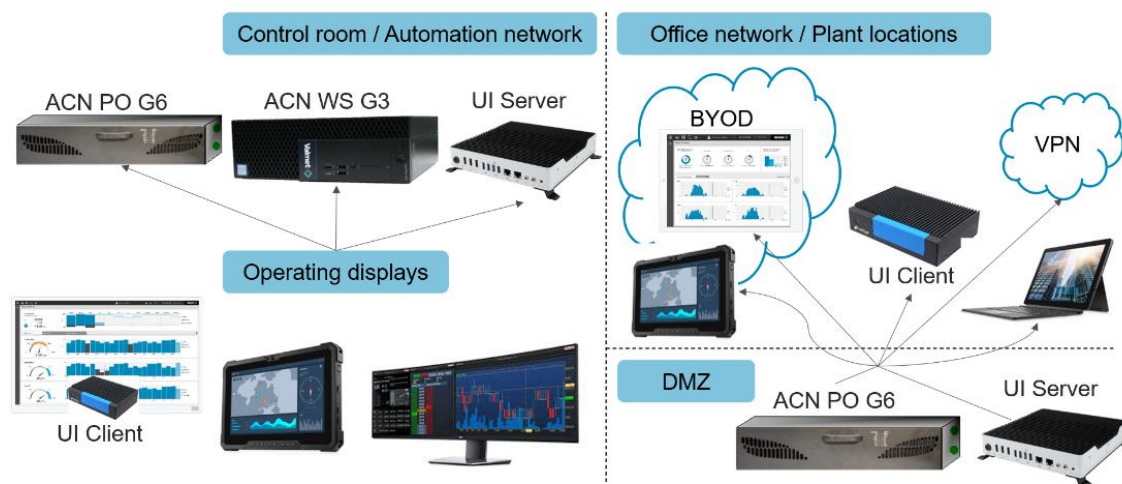 Control room / Automation network
ACN PO G6
ACN WS G3
UI Server
Valmet
Operating displays
UI Client
Office network / Plant locations
BYOD
VPN
UI Client
DMZ
ACN PO G6
UI Server